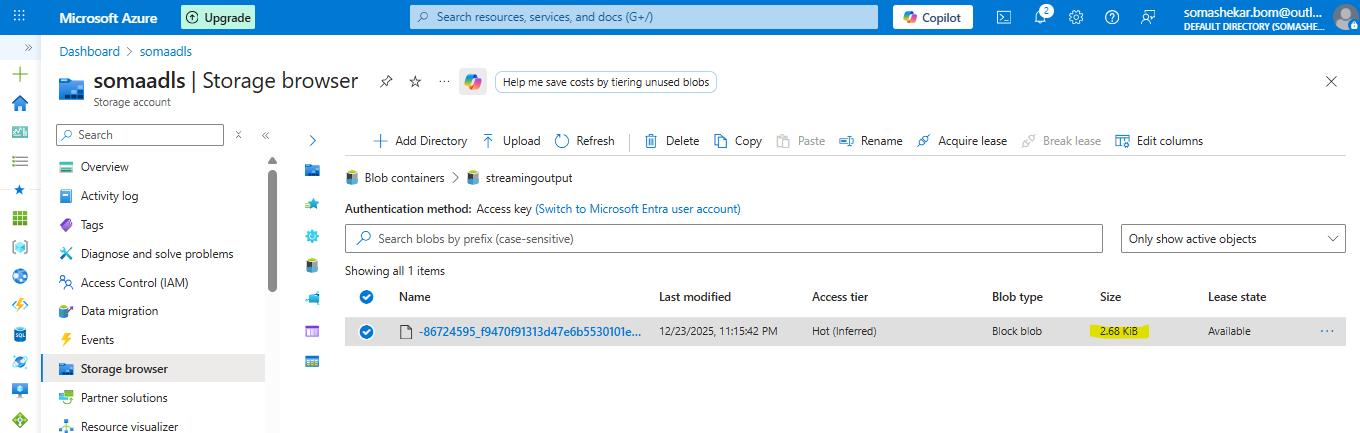 Microsoft Azure
Upgrade
Search resources, services, and docs (G+/)
Copilot
2
somashekar.bom@outl...
DEFAULT DIRECTORY (SOMASHE...
Dashboard > somaadls
somaadls | Storage browser
Help me save costs by tiering unused blobs
Storage account
Search
Overview
Activity log
Tags
Diagnose and solve problems
Access Control (IAM)
Data migration
Events
Storage browser
Partner solutions
Resource visualizer
Add Directory Upload Refresh Delete Copy Paste Rename Acquire lease Break lease Edit columns
Blob containers > streamingoutput
Authentication method: Access key (Switch to Microsoft Entra user account)
Search blobs by prefix (case-sensitive)
Only show active objects
Showing all 1 items
Name Last modified Access tier Blob type Size Lease state
-86724595_f9470f91313d47e6b5530101e... 12/23/2025, 11:15:42 PM Hot (Inferred) Block blob 2.68 KiB Available